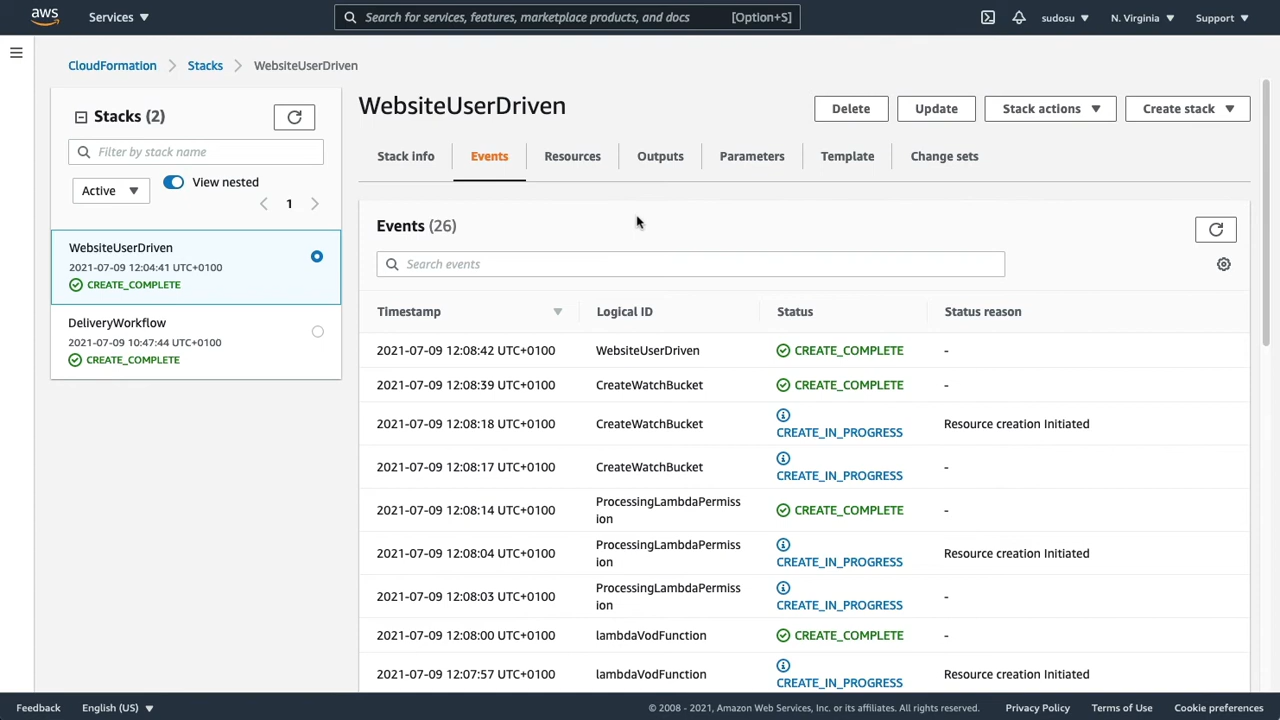 aws
Services
Search for services, features, marketplace products, and docs
[Option+S]
sudosu
N. Virginia
Support
CloudFormation
Stacks
WebsiteUserDriven
Stacks (2)
Filter by stack name
Active
View nested
1
WebsiteUserDriven
2021-07-09 12:04:41 UTC+0100
CREATE_COMPLETE
DeliveryWorkflow
2021-07-09 10:47:44 UTC+0100
CREATE_COMPLETE
WebsiteUserDriven
Delete
Update
Stack actions
Create stack
Stack info
Events
Resources
Outputs
Parameters
Template
Change sets
Events (26)
Search events
Timestamp Logical ID Status Status reason
2021-07-09 12:08:42 UTC+0100 WebsiteUserDriven CREATE_COMPLETE -
2021-07-09 12:08:39 UTC+0100 CreateWatchBucket CREATE_COMPLETE -
2021-07-09 12:08:18 UTC+0100 CreateWatchBucket CREATE_IN_PROGRESS Resource creation Initiated
2021-07-09 12:08:17 UTC+0100 CreateWatchBucket CREATE_IN_PROGRESS -
2021-07-09 12:08:14 UTC+0100 ProcessingLambdaPermiss
ion CREATE_COMPLETE -
2021-07-09 12:08:04 UTC+0100 ProcessingLambdaPermiss
ion CREATE_IN_PROGRESS Resource creation Initiated
2021-07-09 12:08:03 UTC+0100 ProcessingLambdaPermiss
ion CREATE_IN_PROGRESS -
2021-07-09 12:08:00 UTC+0100 lambdaVodFunction CREATE_COMPLETE -
2021-07-09 12:07:57 UTC+0100 lambdaVodFunction CREATE_IN_PROGRESS Resource creation Initiated
Feedback
English (US)
© 2008 - 2021, Amazon Web Services, Inc. or its affiliates. All rights reserved.
Privacy Policy
Terms of Use
Cookie preferences